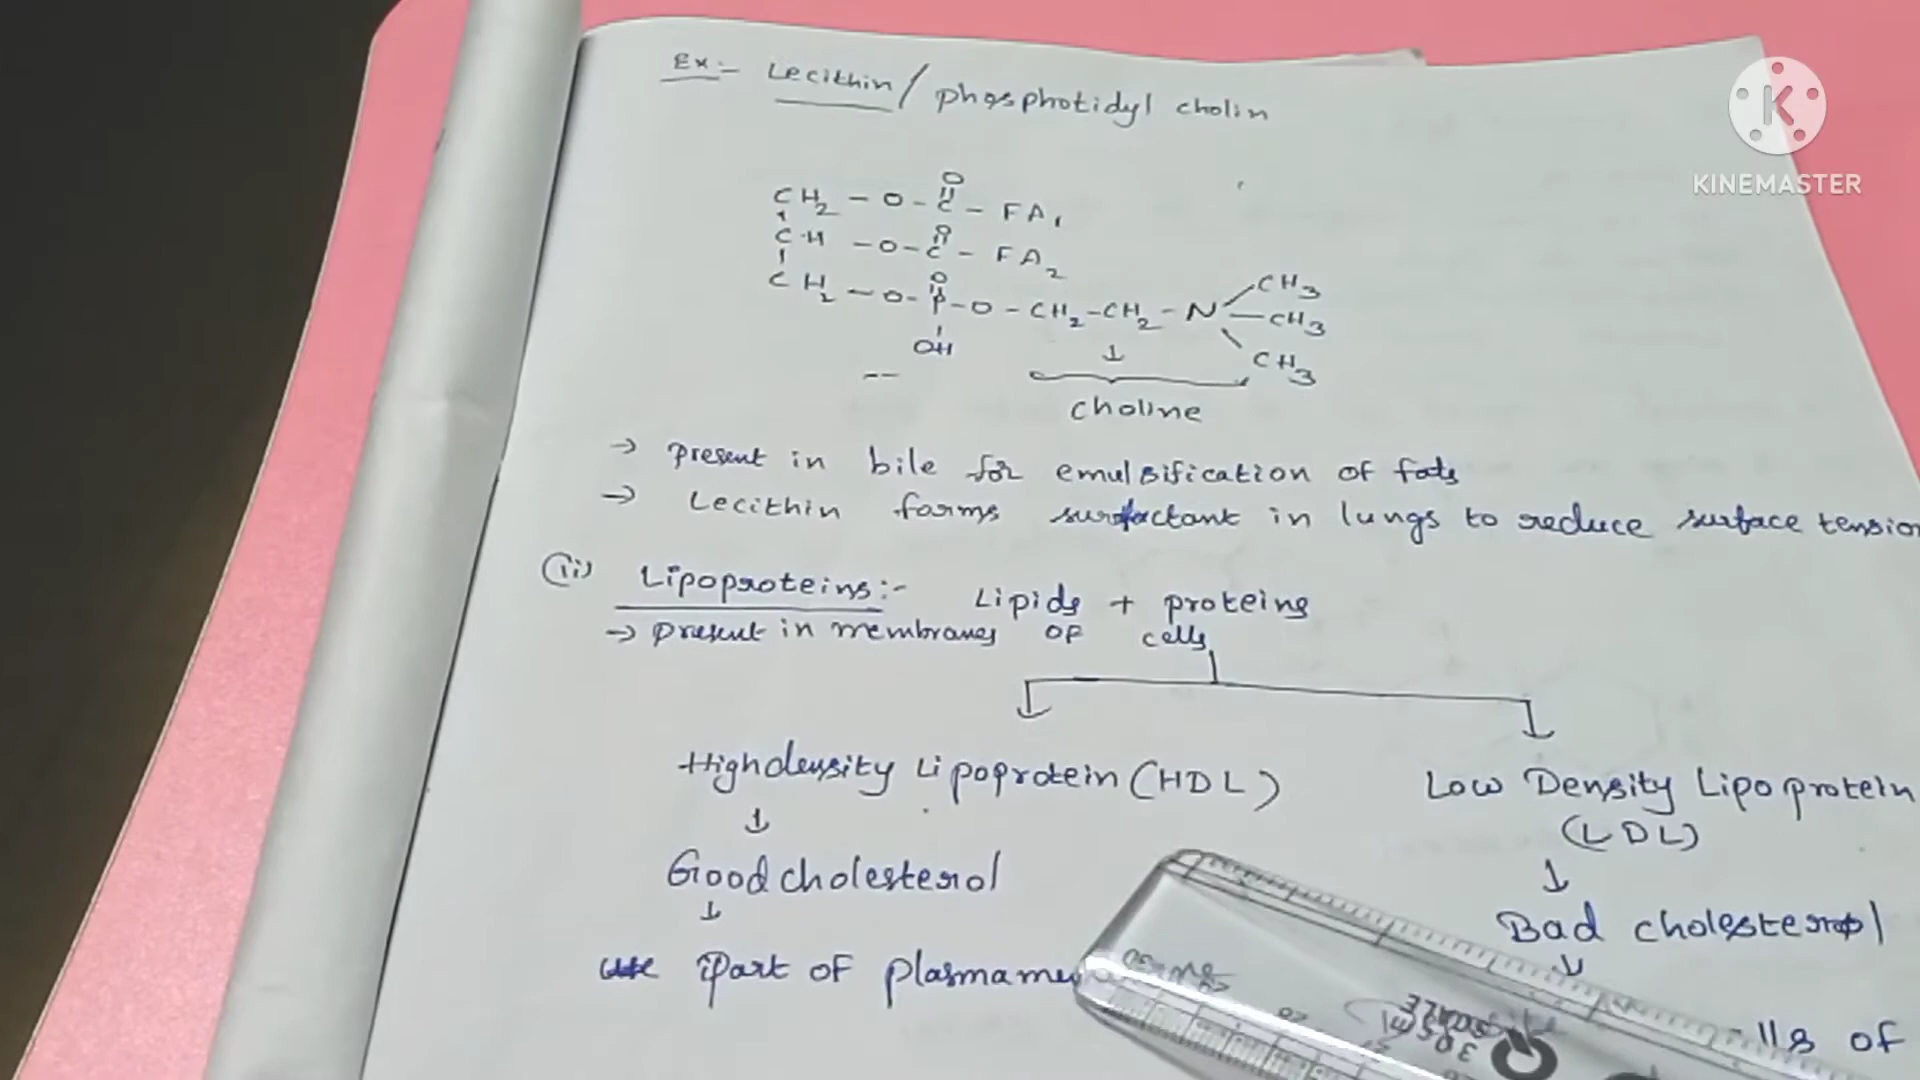 Ex:- Lecithin / phosphotidyl cholin
CH2 - O - C - FA1
O
CH - O - C - FA2
O
CH2 - O - P - O - CH2 - CH2 - N - CH3
O
CH3
CH3
OH
choline
→ present in bile for emulsification of fats
→ Lecithin forms surfactant in lungs to reduce surface tension
(ii) Lipoproteins:- Lipids + proteins
→ present in membranes of cells
High density Lipoprotein (HDL)
Low Density Lipoprotein
(LDL)
↓
Good cholesterol
↓
Bad cholesterol
↓
Part of plasma
of
KINEMASTER